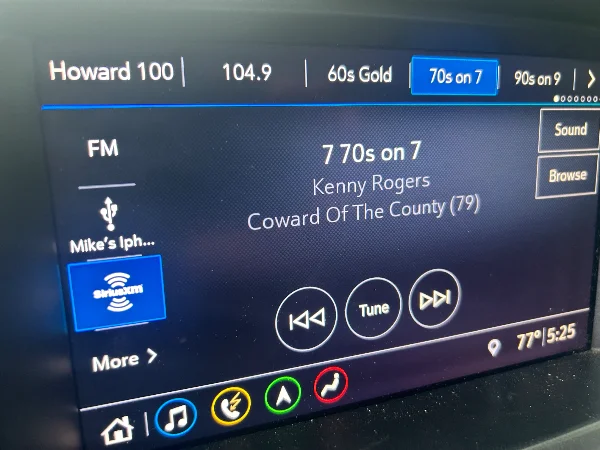 Howard 100
104.9
60s Gold
70s on 7
90s on 9
FM
7 70s on 7
Sound
Kenny Rogers
Browse
Coward Of The County (79)
Mike's Iph...
SiriusXM
Tune
More
77° 5:25